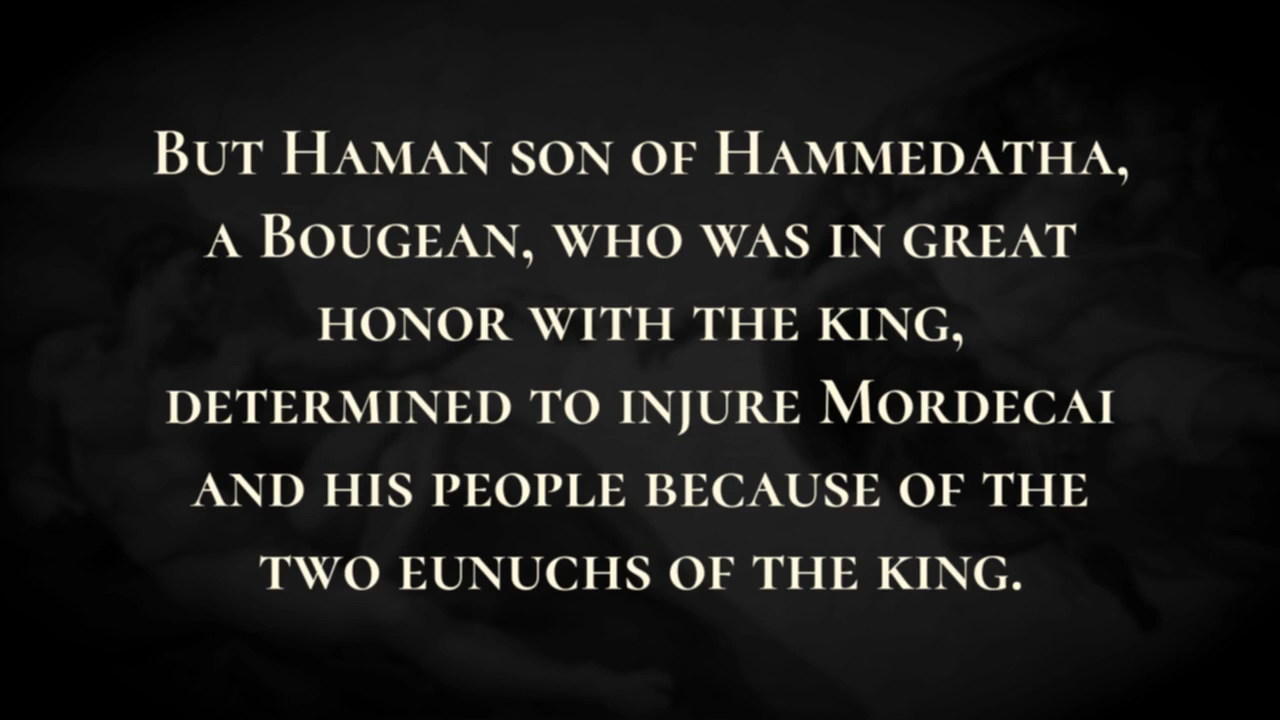 But Haman son of Hammedatha,
a Bougean, who was in great
honor with the king,
determined to injure Mordecai
and his people because of the
two eunuchs of the king.